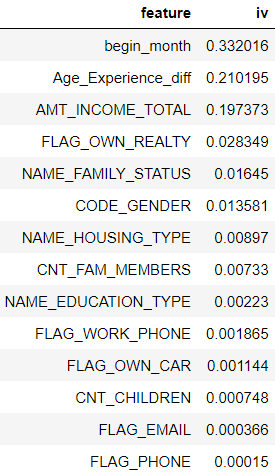 feature iv
begin_month 0.332016
Age_Experience_diff 0.210195
AMT_INCOME_TOTAL 0.197373
FLAG_OWN_REALTY 0.028349
NAME_FAMILY_STATUS 0.01645
CODE_GENDER 0.013581
NAME_HOUSING_TYPE 0.00897
CNT_FAM_MEMBERS 0.00733
NAME_EDUCATION_TYPE 0.00223
FLAG_WORK_PHONE 0.001865
FLAG_OWN_CAR 0.001144
CNT_CHILDREN 0.000748
FLAG_EMAIL 0.000366
FLAG_PHONE 0.00015